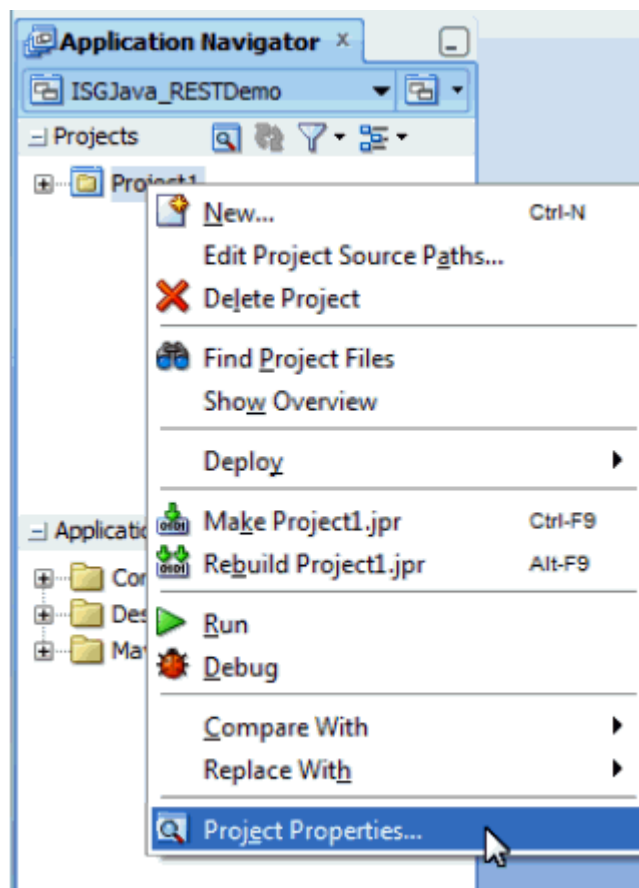 Application Navigator x
ISGJava_RESTDemo
Projects
Project1
New... Ctrl-N
Edit Project Source Paths...
Delete Project
Find Project Files
Show Overview
Deploy
Make Project1.jpr Ctrl-F9
Rebuild Project1.jpr Alt-F9
Run
Debug
Compare With
Replace With
Project Properties...